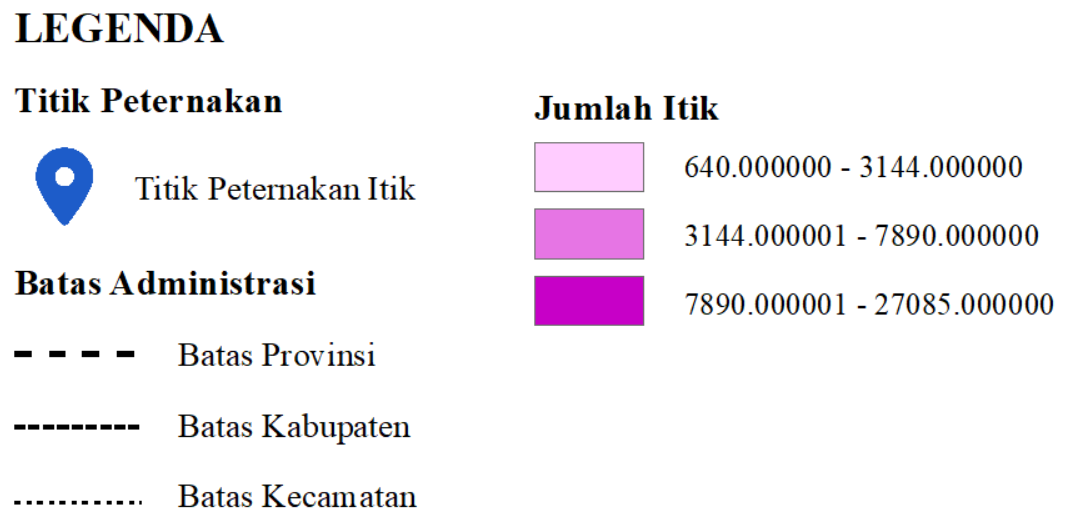 LEGENDA
Titik Peternakan
Titik Peternakan Itik
Batas Administrasi
Batas Provinsi
Batas Kabupaten
Batas Kecamatan
Jumlah Itik
640.000000 - 3144.000000
3144.000001 - 7890.000000
7890.000001 - 27085.000000